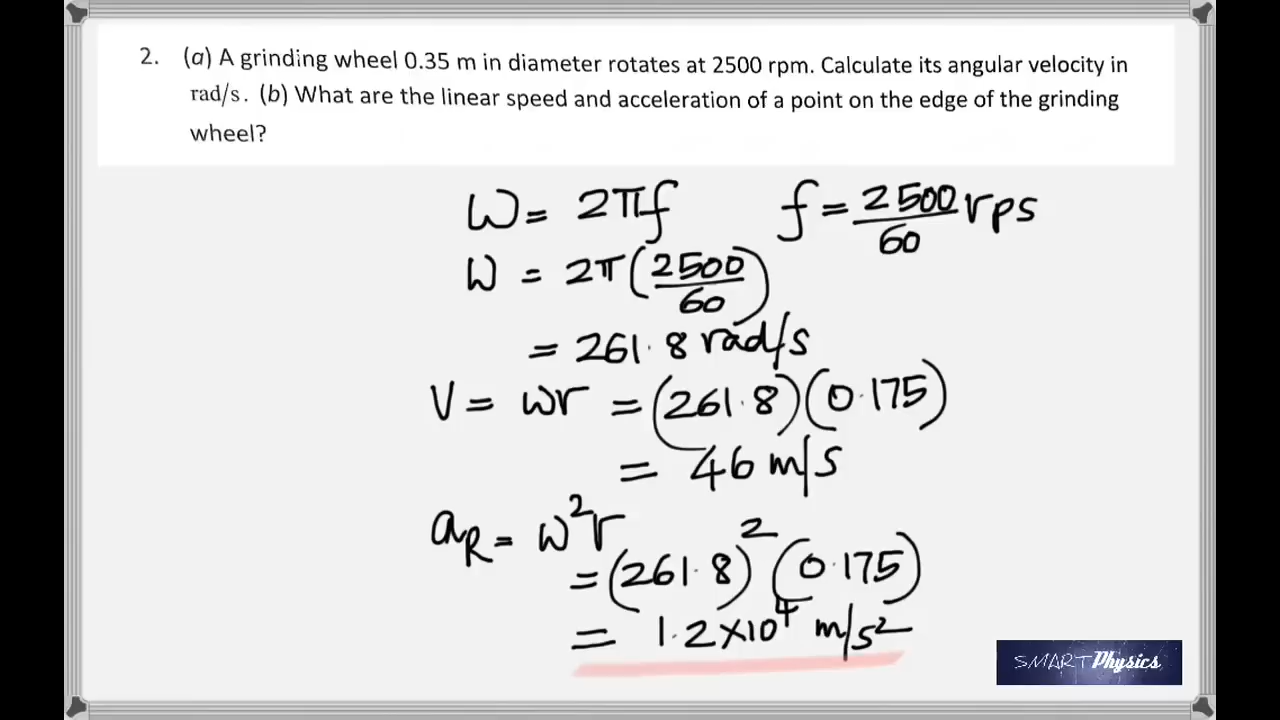 2. (a) A grinding wheel 0.35 m in diameter rotates at 2500 rpm. Calculate its angular velocity in
rad/s. (b) What are the linear speed and acceleration of a point on the edge of the grinding
wheel?
ω = 2πf f = 2500/60 rps
ω = 2π(2500/60)
= 261.8 rad/s
V = ωr = (261.8)(0.175)
= 46 m/s
a_R = ω²r
= (261.8)²(0.175)
= 1.2×10⁴ m/s²
SMART Physics